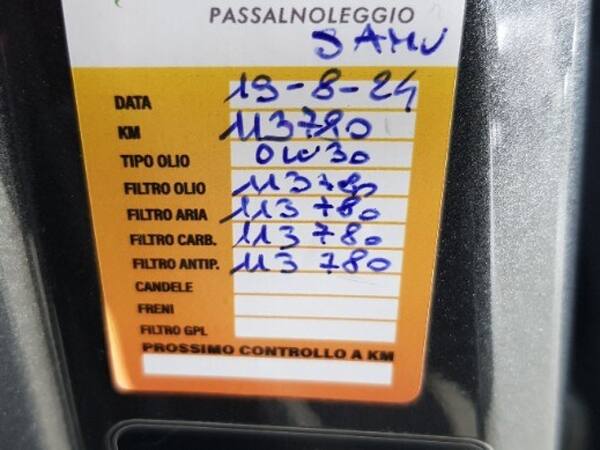 PASSALNOLEGGIO
SAMU
DATA 19-8-24
KM 113780
TIPO OLIO 0W30
FILTRO OLIO 113780
FILTRO ARIA 113780
FILTRO CARB. 113780
FILTRO ANTIP. 113780
CANDELE
FRENI
FILTRO GPL
PROSSIMO CONTROLLO A KM